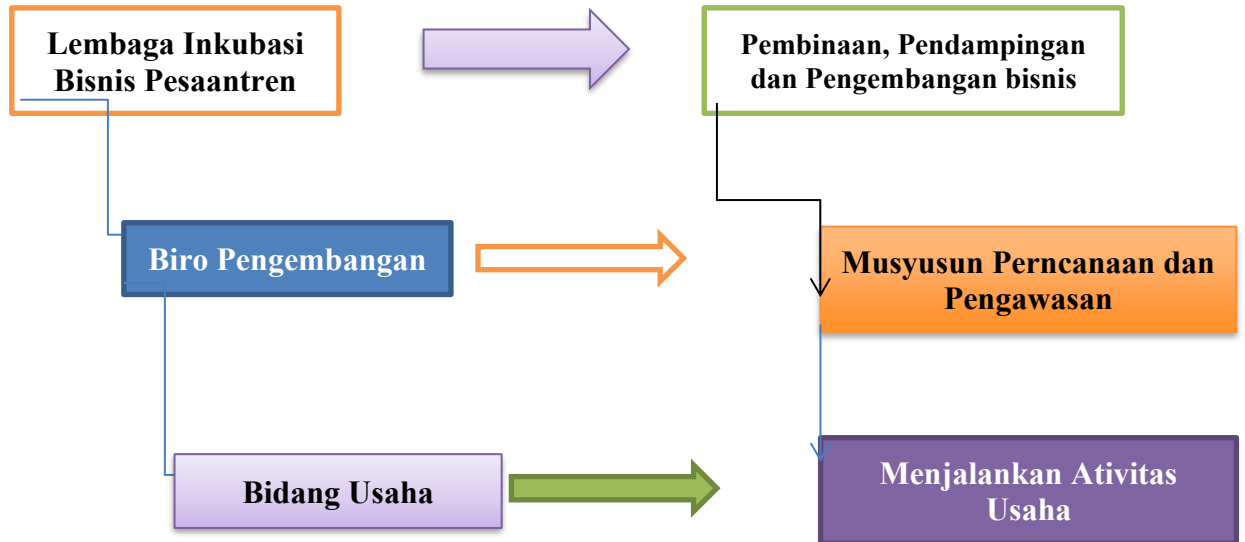 Lembaga Inkubasi
Bisnis Pesaantren
Pembinaan, Pendampingan
dan Pengembangan bisnis
Biro Pengembangan
Musyusun Perncanaan dan
Pengawasan
Bidang Usaha
Menjalankan Ativitas
Usaha